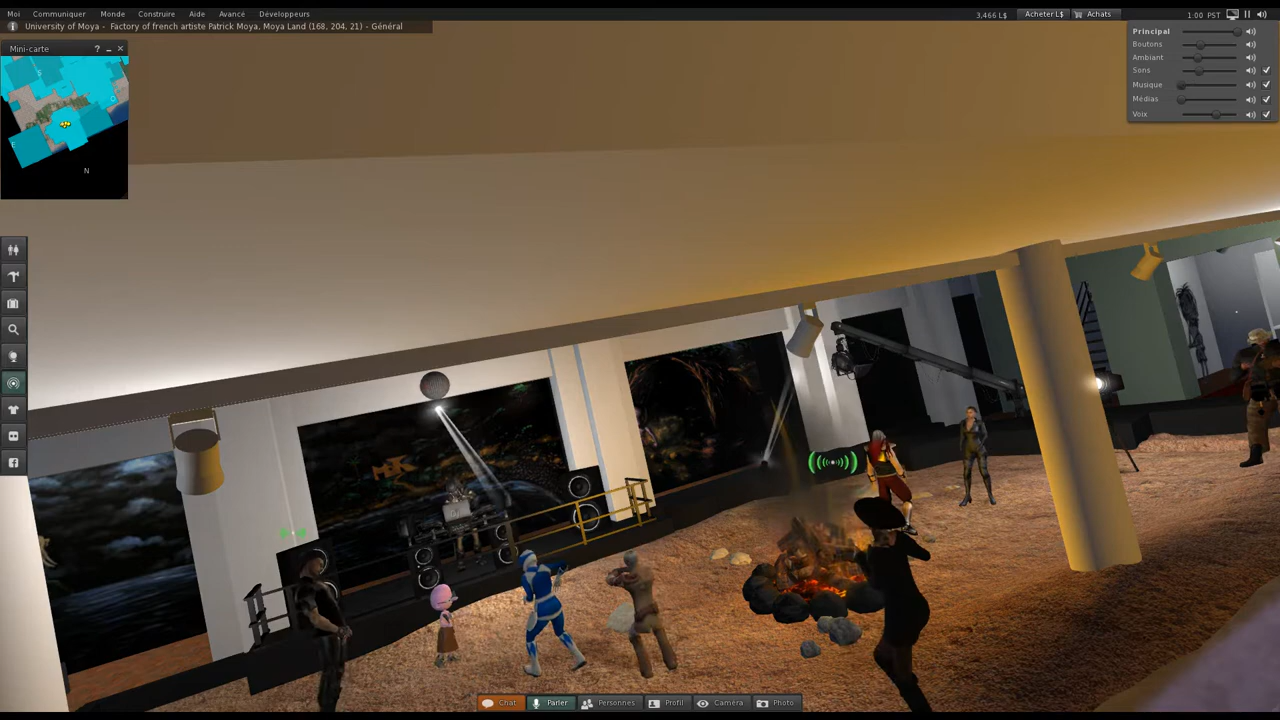 Moi Communiquer Monde Construire Aide Avancé Développeurs 3,466 L$ Acheter L$ Achats 1:00 PST
University of Moya - Factory of french artiste Patrick Moya, Moya Land (168, 204, 21) - Général
Mini-carte ? _ x
S
O
E
N
Principal
Boutons
Ambiant
Sons
Musique
Médias
Voix
Chat Parler Personnes Profil Caméra Photo